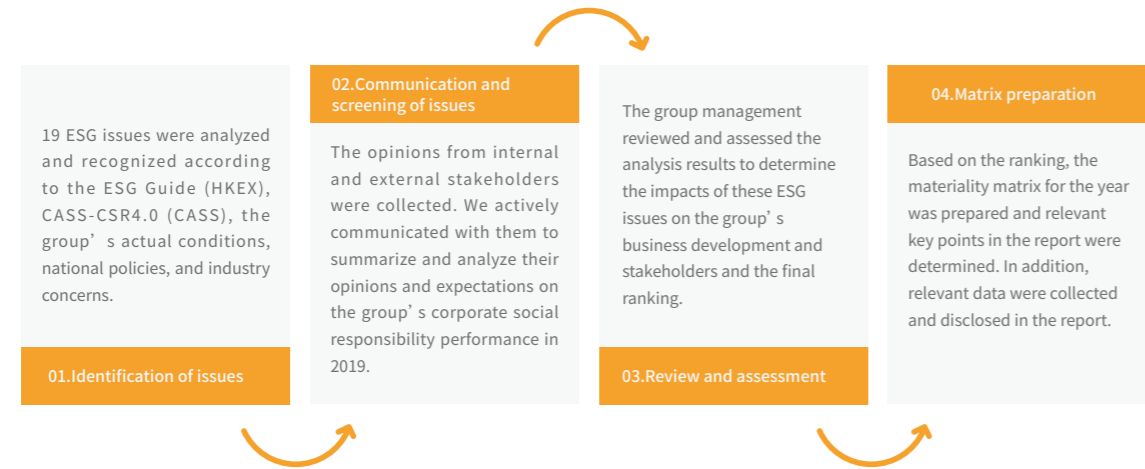 19 ESG issues were analyzed
and recognized according
to the ESG Guide (HKEX),
CASS-CSR4.0 (CASS), the
group’s actual conditions,
national policies, and industry
concerns.
01.Identification of issues
02.Communication and
screening of issues
The opinions from internal
and external stakeholders
were collected. We actively
communicated with them to
summarize and analyze their
opinions and expectations on
the group’s corporate social
responsibility performance in
2019.
The group management
reviewed and assessed the
analysis results to determine
the impacts of these ESG
issues on the group’s
business development and
stakeholders and the final
ranking.
03.Review and assessment
04.Matrix preparation
Based on the ranking, the
materiality matrix for the year
was prepared and relevant
key points in the report were
determined. In addition,
relevant data were collected
and disclosed in the report.